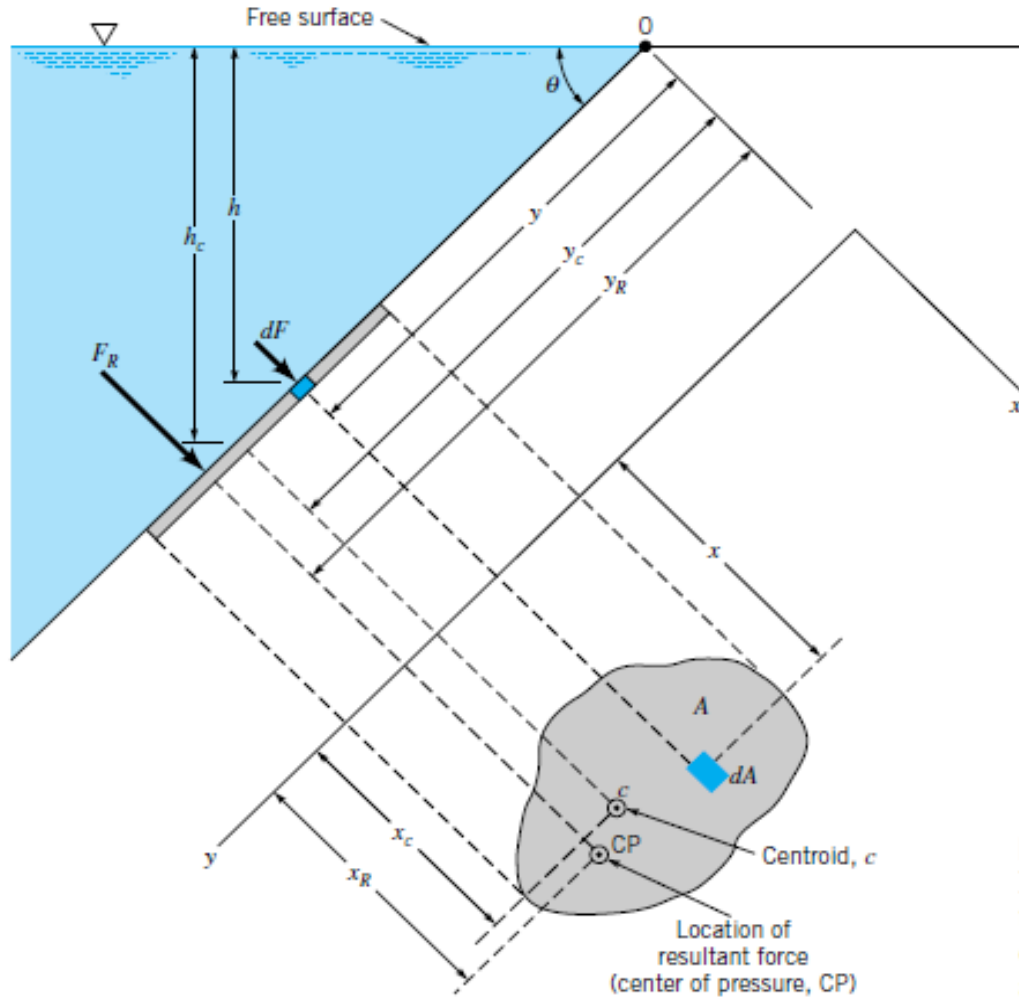 Free surface
0
θ
y
h
y_c
h_c
y_R
dF
F_R
x
x
A
dA
c
x_c
CP
y
Centroid, c
x_R
Location of
resultant force
(center of pressure, CP)